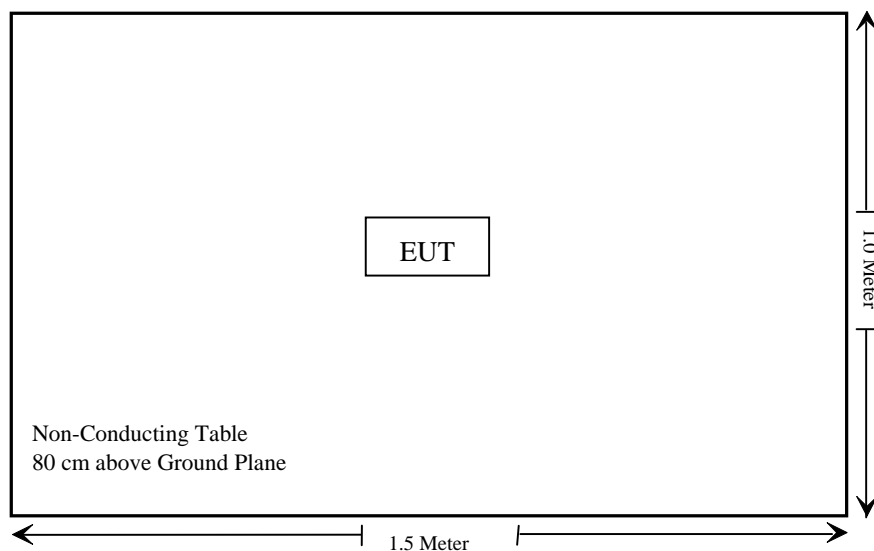 EUT
1.0 Meter
Non-Conducting Table
80 cm above Ground Plane
1.5 Meter